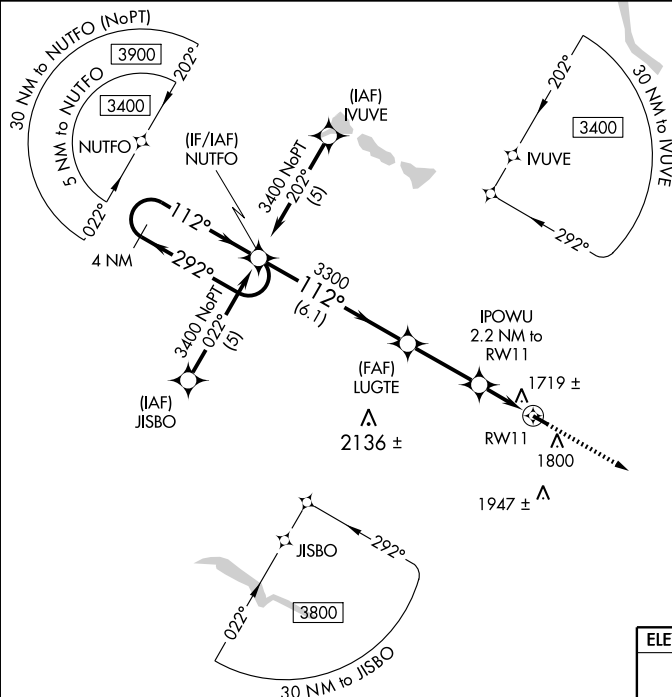 30 NM to NUTFO (NoPT)
3900
5 NM to NUTFO
3400
202°
NUTFO
022°
(IF/IAF)
NUTFO
(IAF)
IVUVE
3400 NoPT
202°
(5)
202°
3400
30 NM to IVUVE
IVUVE
292°
112°
4 NM
292°
3400 NoPT
022°
(5)
(IAF)
JISBO
3300
112°
(6.1)
(FAF)
LUGTE
IPOWU
2.2 NM to
RW11
1719 ±
RW11
1800
2136 ±
1947 ±
JISBO
292°
022°
3800
30 NM to JISBO
ELE